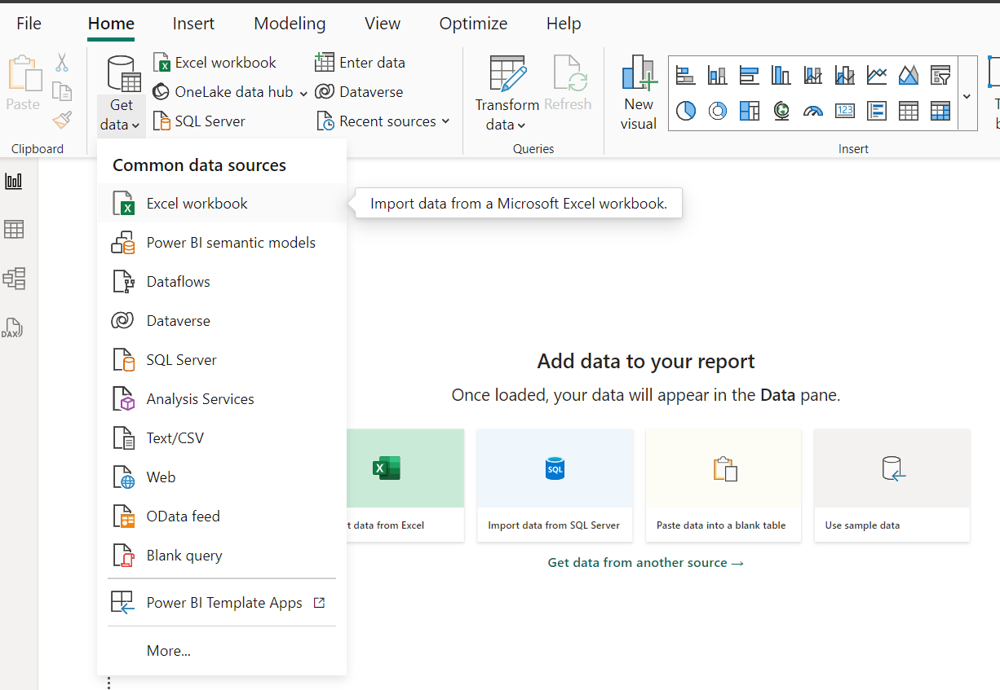 File Home Insert Modeling View Optimize Help
Paste
Clipboard
Get
data
Excel workbook
OneLake data hub
SQL Server
Enter data
Dataverse
Recent sources
Transform
data
Refresh
Queries
New
visual
123
Insert
DAX
Common data sources
Excel workbook
Import data from a Microsoft Excel workbook.
Power BI semantic models
Dataflows
Dataverse
SQL Server
Analysis Services
Text/CSV
Web
OData feed
Blank query
Power BI Template Apps
More...
Add data to your report
Once loaded, your data will appear in the Data pane.
SQL
data from Excel
Import data from SQL Server
Paste data into a blank table
Use sample data
Get data from another source →